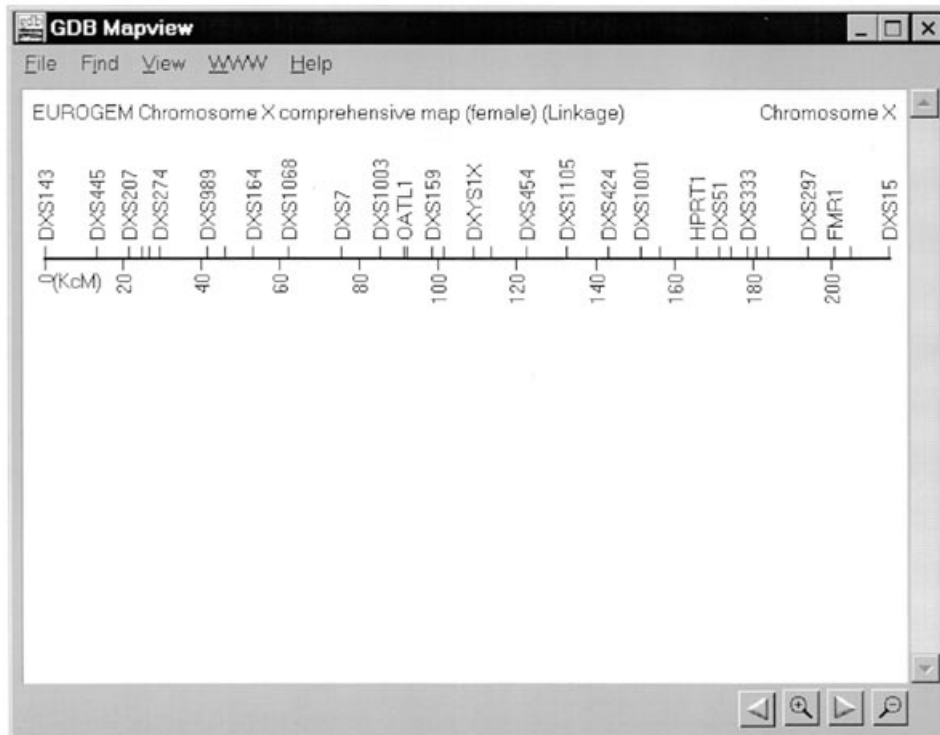 GDB Mapview
File Find View WWW Help
EUROGEM Chromosome X comprehensive map (female) (Linkage) Chromosome X
DXS143 DXS445 DXS207 DXS274 DXS989 DXS164 DXS1068 DXS7 DXS1003 OATL1 DXS159 DXYS1X DXS454 DXS1105 DXS424 DXS1001 HPRT1 DXS51 DXS333 DXS297 FMR1 DXS15
0 (KcM) 20 40 60 80 100 120 140 160 180 200